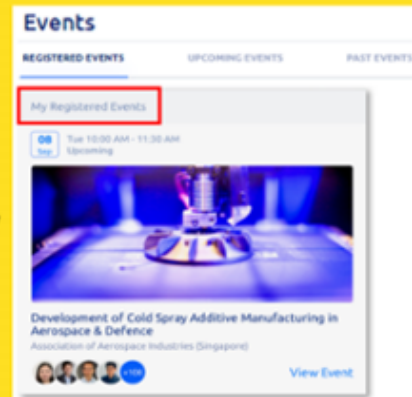 Events
REGISTERED EVENTS UPCOMING EVENTS PAST EVENTS
My Registered Events
08 Tue 10:00 AM - 11:30 AM
Sep Upcoming
Development of Cold Spray Additive Manufacturing in
Aerospace & Defence
Association of Aerospace Industries (Singapore)
View Event